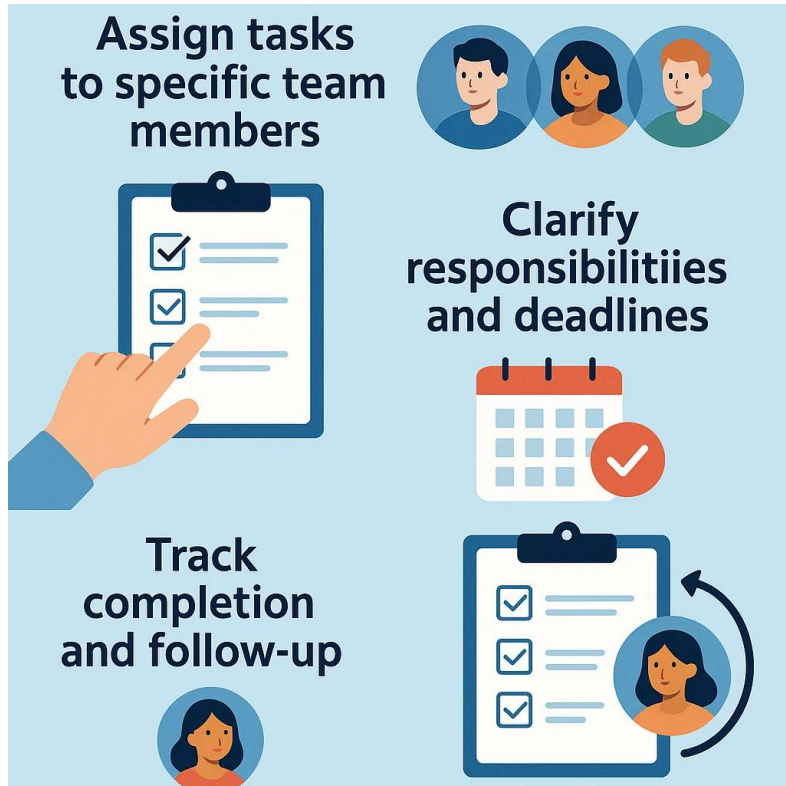 Assign tasks
to specific team
members
Clarify
responsibilitiies
and deadlines
Track
completion
and follow-up